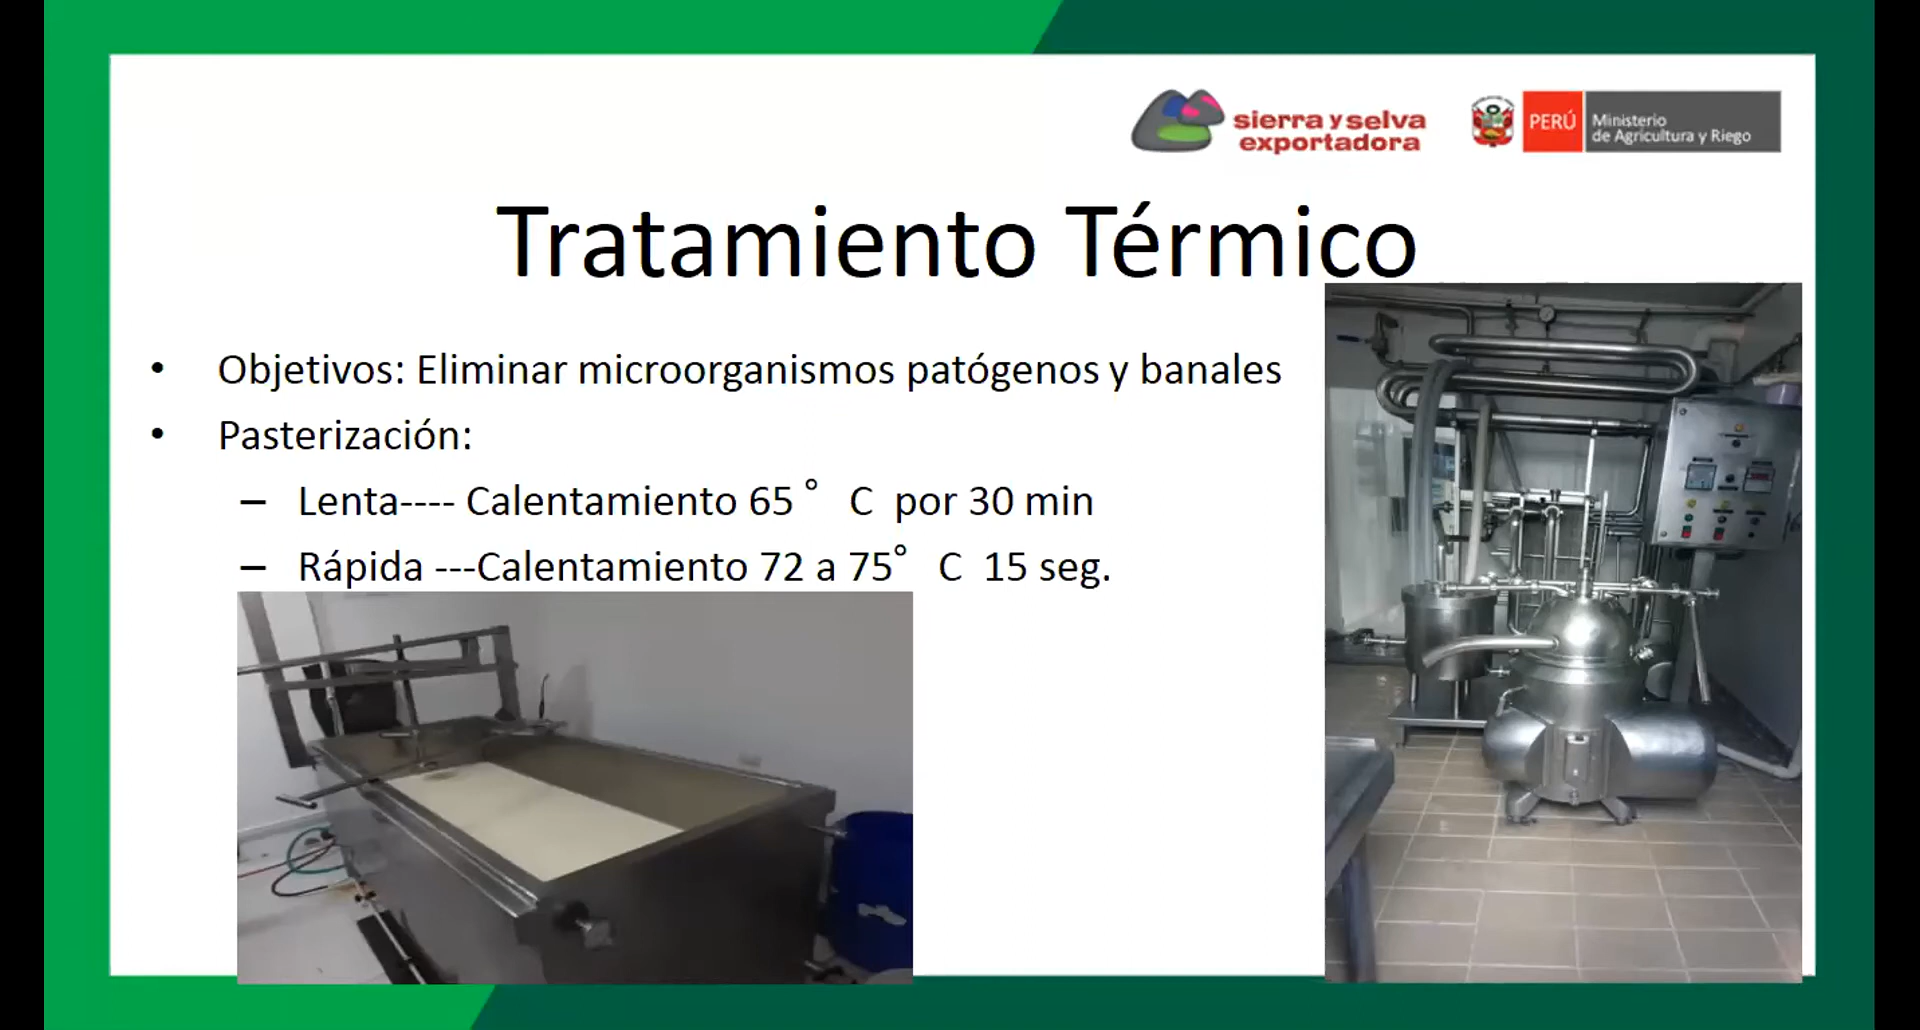 sierra y selva
exportadora
PERÚ
Ministerio
de Agricultura y Riego
Tratamiento Térmico
• Objetivos: Eliminar microorganismos patógenos y banales
• Pasterización:
– Lenta---- Calentamiento 65 ° C por 30 min
– Rápida ---Calentamiento 72 a 75° C 15 seg.